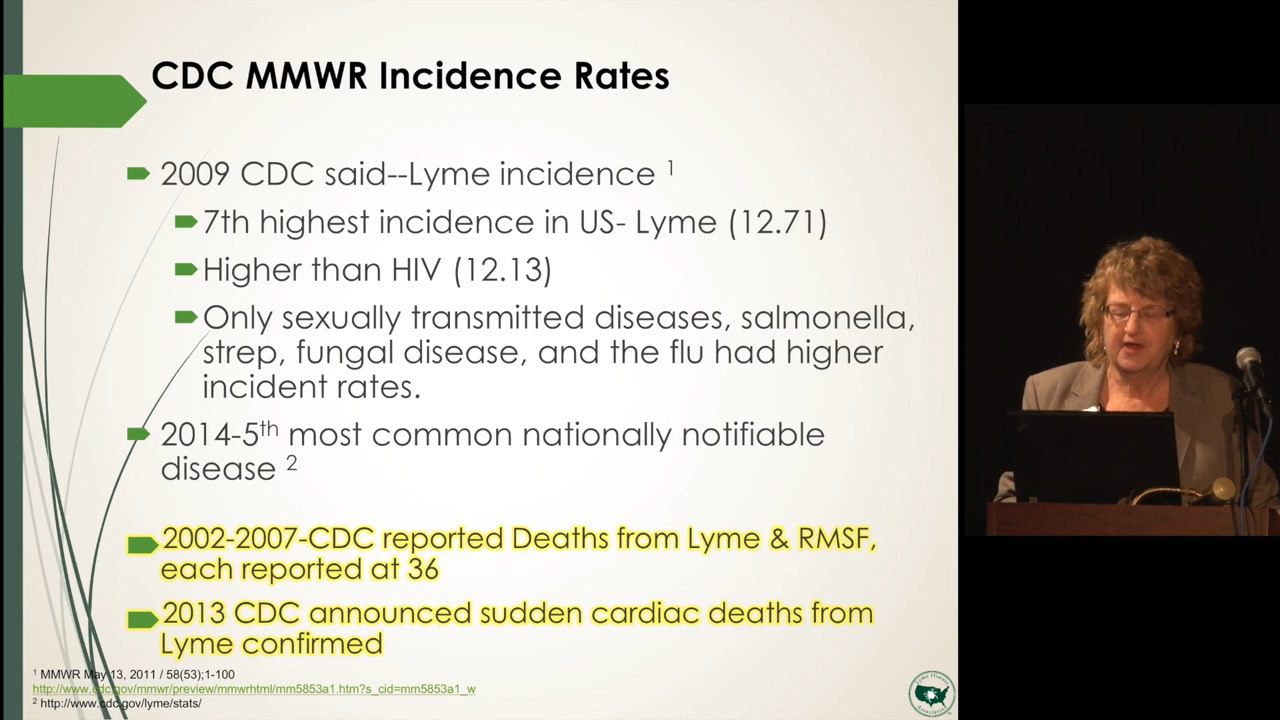 CDC MMWR Incidence Rates
2009 CDC said--Lyme incidence 1
7th highest incidence in US- Lyme (12.71)
Higher than HIV (12.13)
Only sexually transmitted diseases, salmonella,
strep, fungal disease, and the flu had higher
incident rates.
2014-5th most common nationally notifiable
disease 2
2002-2007-CDC reported Deaths from Lyme & RMSF,
each reported at 36
2013 CDC announced sudden cardiac deaths from
Lyme confirmed
1 MMWR May 13, 2011 / 58(53);1-100
http://www.cdc.gov/mmwr/preview/mmwrhtml/mm5853a1.htm?s_cid=mm5853a1_w
2 http://www.cdc.gov/lyme/stats/
Lyme Disease
Association